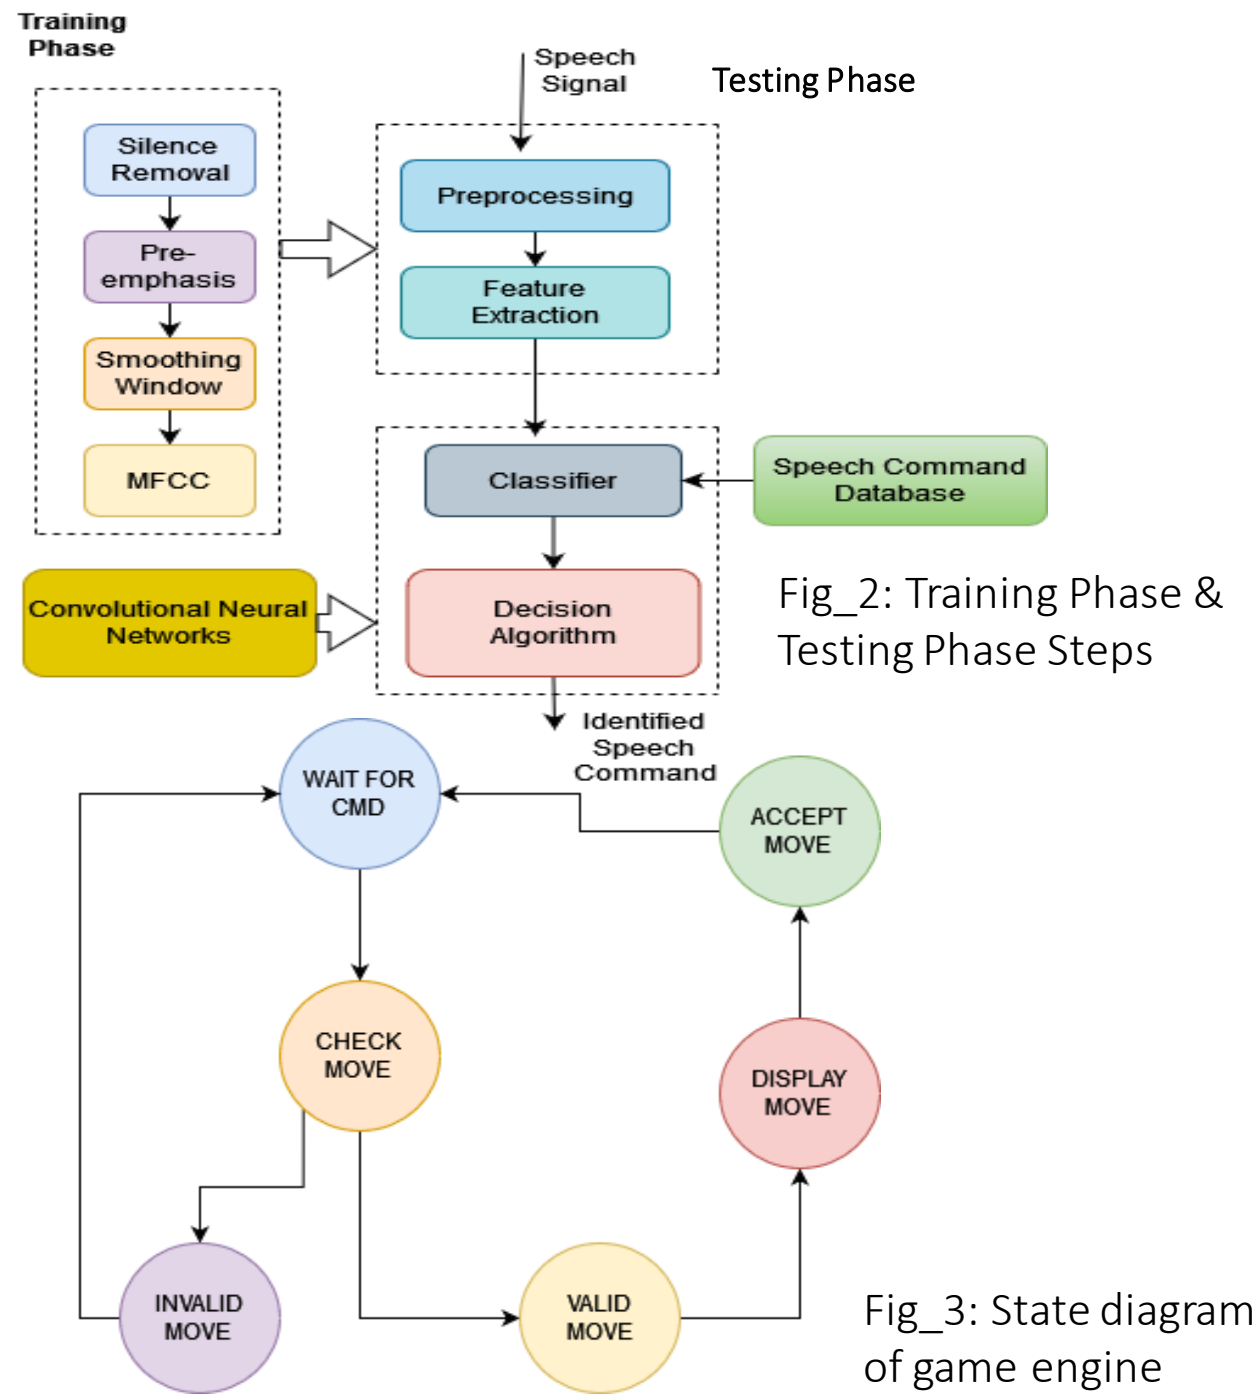 Training
Phase
Speech
Signal
Testing Phase
Silence
Removal
Pre-
emphasis
Smoothing
Window
MFCC
Preprocessing
Feature
Extraction
Classifier
Speech Command
Database
Convolutional Neural
Networks
Decision
Algorithm
Fig_2: Training Phase &
Testing Phase Steps
Identified
Speech
Command
WAIT FOR
CMD
ACCEPT
MOVE
CHECK
MOVE
DISPLAY
MOVE
INVALID
MOVE
VALID
MOVE
Fig_3: State diagram
of game engine